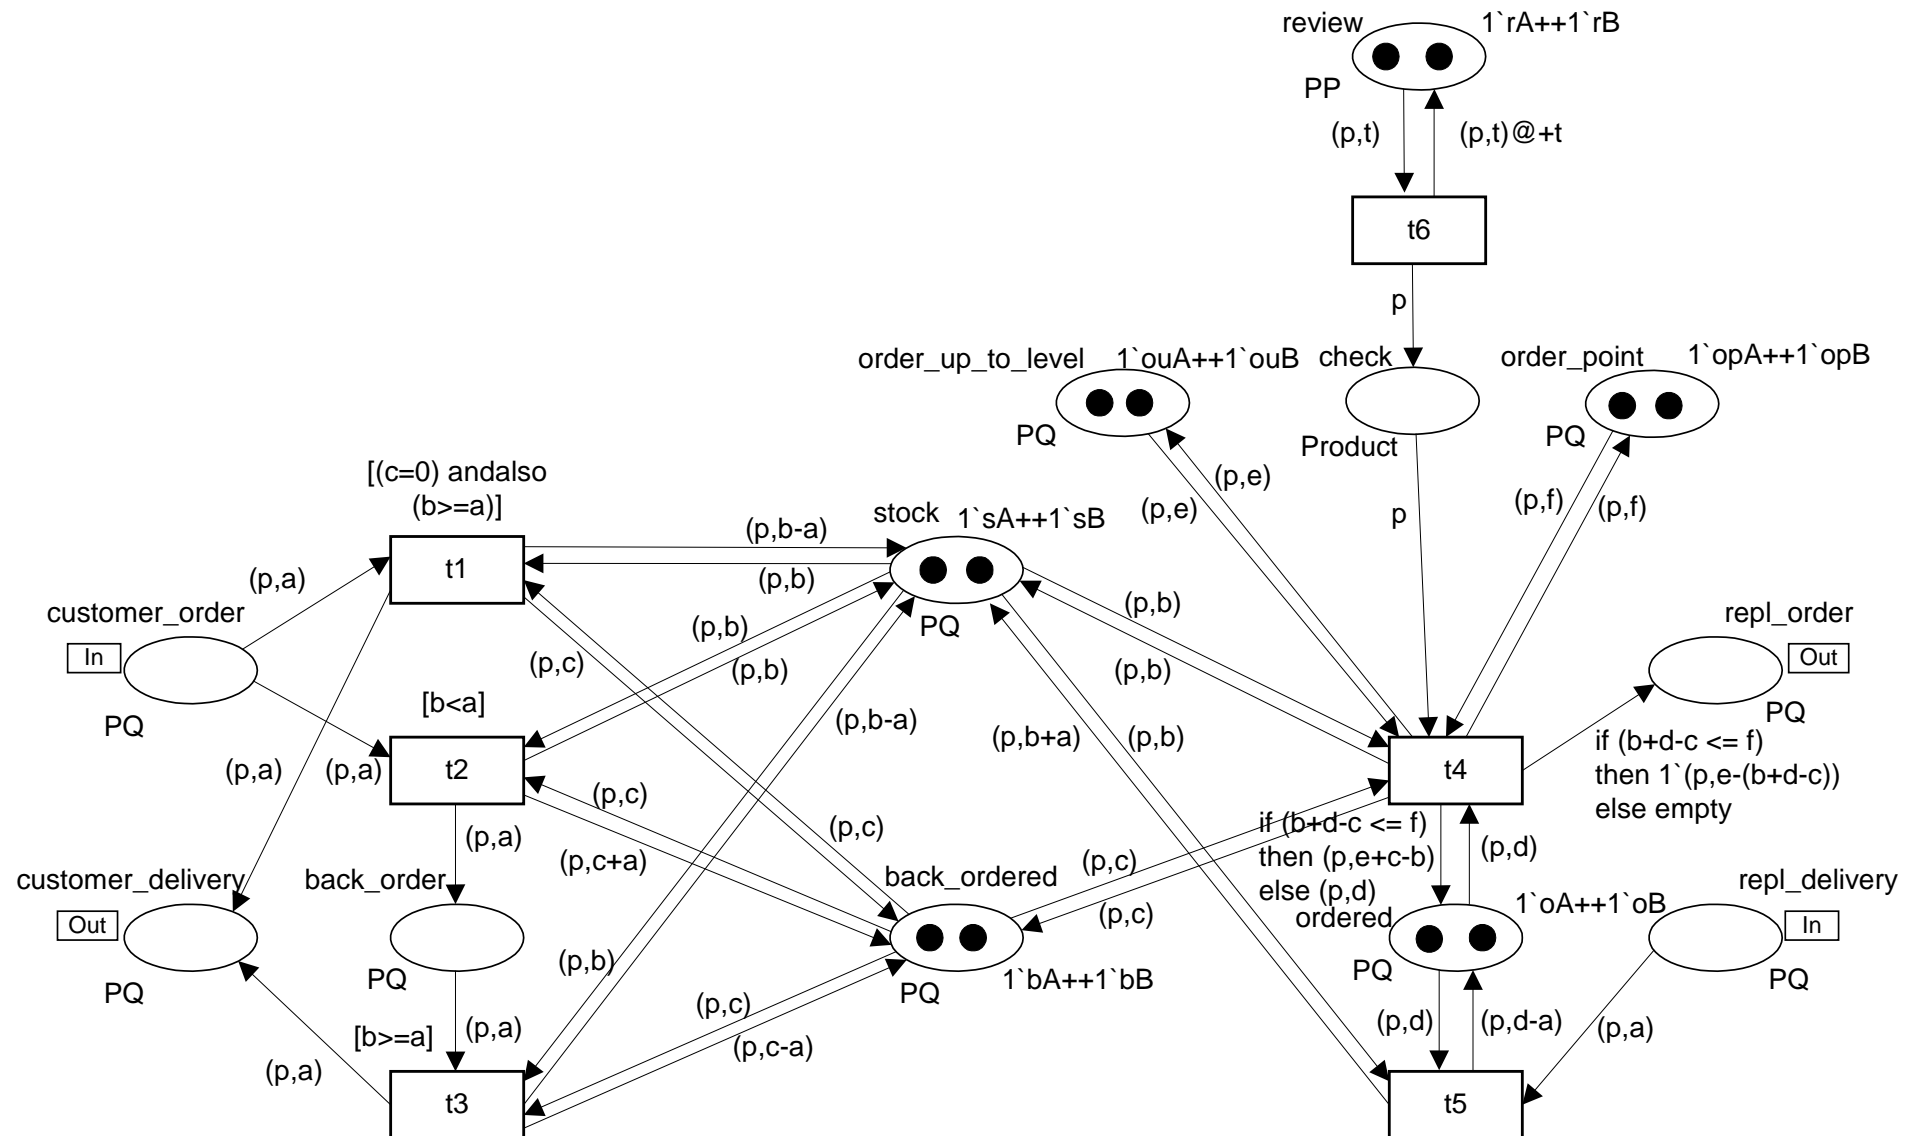 review
1`rA++1`rB
PP
(p,t)
(p,t)@+t
t6
p
order_up_to_level
1`ouA++1`ouB
check
order_point
1`opA++1`opB
PQ
Product
PQ
[(c=0) andalso
(b>=a)]
(p,e)
(p,e)
p
(p,f)
(p,f)
stock
1`sA++1`sB
t1
(p,b-a)
(p,b)
(p,a)
customer_order
In
PQ
PQ
(p,b)
(p,b)
(p,c)
(p,b)
(p,b)
repl_order
Out
PQ
[b<a]
(p,b-a)
(p,b+a)
(p,b)
t2
(p,a)
(p,a)
t4
if (b+d-c <= f)
then 1`(p,e-(b+d-c))
else empty
(p,c)
(p,a)
(p,c+a)
(p,c)
if (b+d-c <= f)
then (p,e+c-b)
else (p,d)
(p,d)
(p,c)
(p,c)
customer_delivery
Out
PQ
back_order
PQ
back_ordered
PQ
1`bA++1`bB
ordered
1`oA++1`oB
PQ
repl_delivery
In
PQ
(p,b)
(p,c)
(p,c-a)
[b>=a]
(p,a)
(p,a)
(p,d)
(p,d-a)
(p,a)
t3
t5